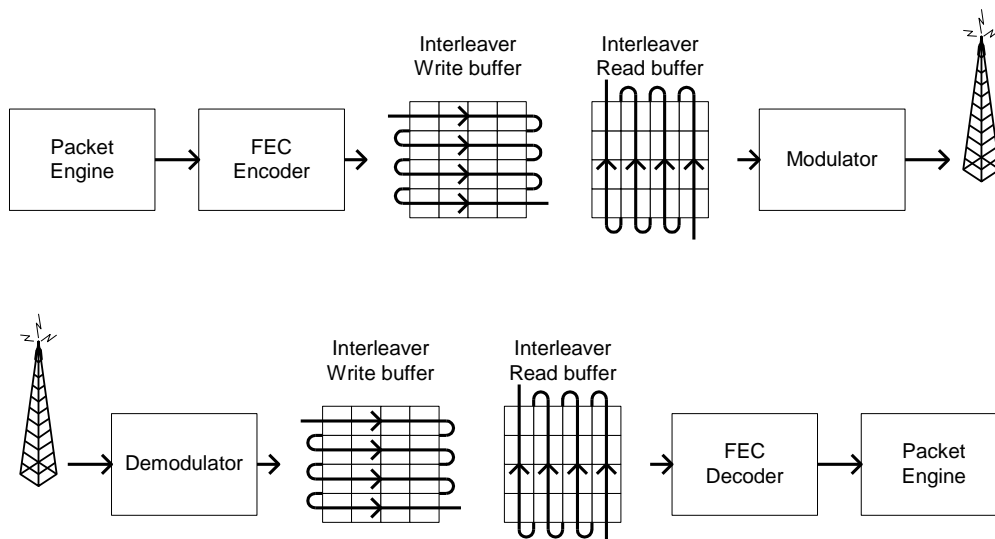 Interleaver
Write buffer
Interleaver
Read buffer
Packet
Engine
FEC
Encoder
Modulator
Interleaver
Write buffer
Interleaver
Read buffer
Demodulator
FEC
Decoder
Packet
Engine